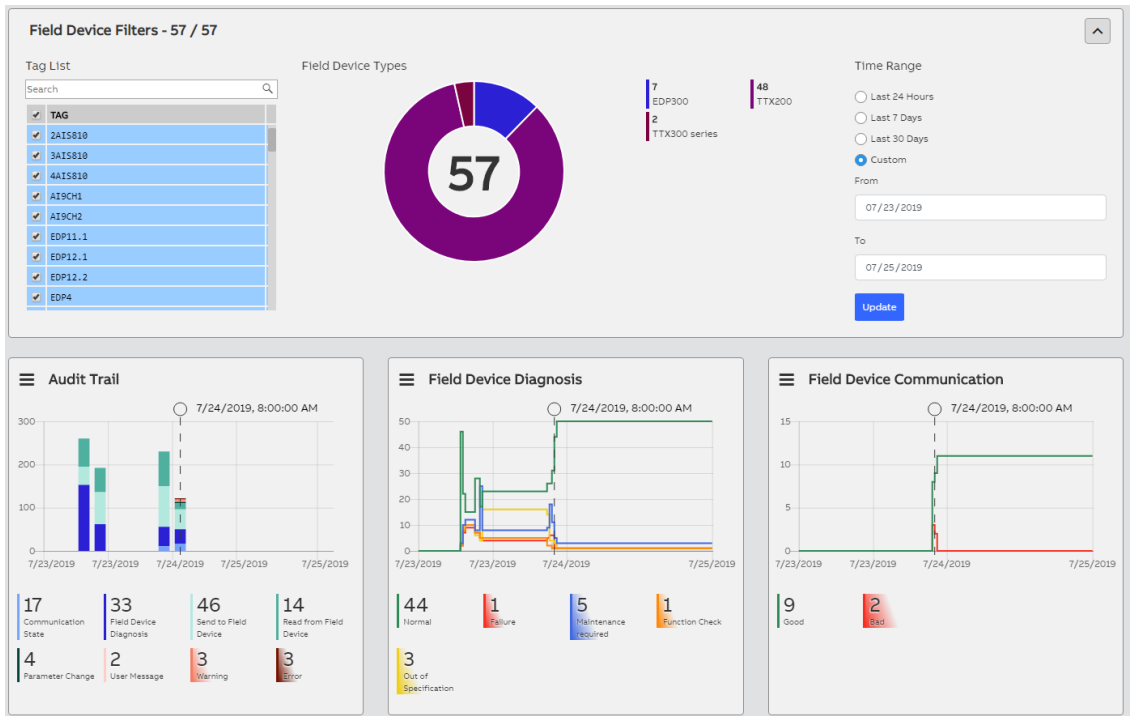 Field Device Filters - 57 / 57
Tag List
Search
TAG
2AIS810
3AIS810
4AIS810
AI9CH1
AI9CH2
EDP11.1
EDP12.1
EDP12.2
EDP4
Field Device Types
57
7
EDP300
48
TTX200
2
TTX300 series
Time Range
Last 24 Hours
Last 7 Days
Last 30 Days
Custom
From
07/23/2019
To
07/25/2019
Update
Audit Trail
7/24/2019, 8:00:00 AM
300
200
100
0
7/23/2019 7/23/2019 7/24/2019 7/25/2019 7/25/2019
17
Communication
State
33
Field Device
Diagnosis
46
Send to Field
Device
14
Read from Field
Device
4
Parameter Change
2
User Message
3
Warning
3
Error
Field Device Diagnosis
7/24/2019, 8:00:00 AM
50
40
30
20
10
0
7/23/2019 7/23/2019 7/24/2019 7/25/2019
44
Normal
1
Failure
5
Maintenance
required
1
Function Check
3
Out of
Specification
Field Device Communication
7/24/2019, 8:00:00 AM
15
10
5
0
7/23/2019 7/23/2019 7/24/2019 7/25/2019
9
Good
2
Bad